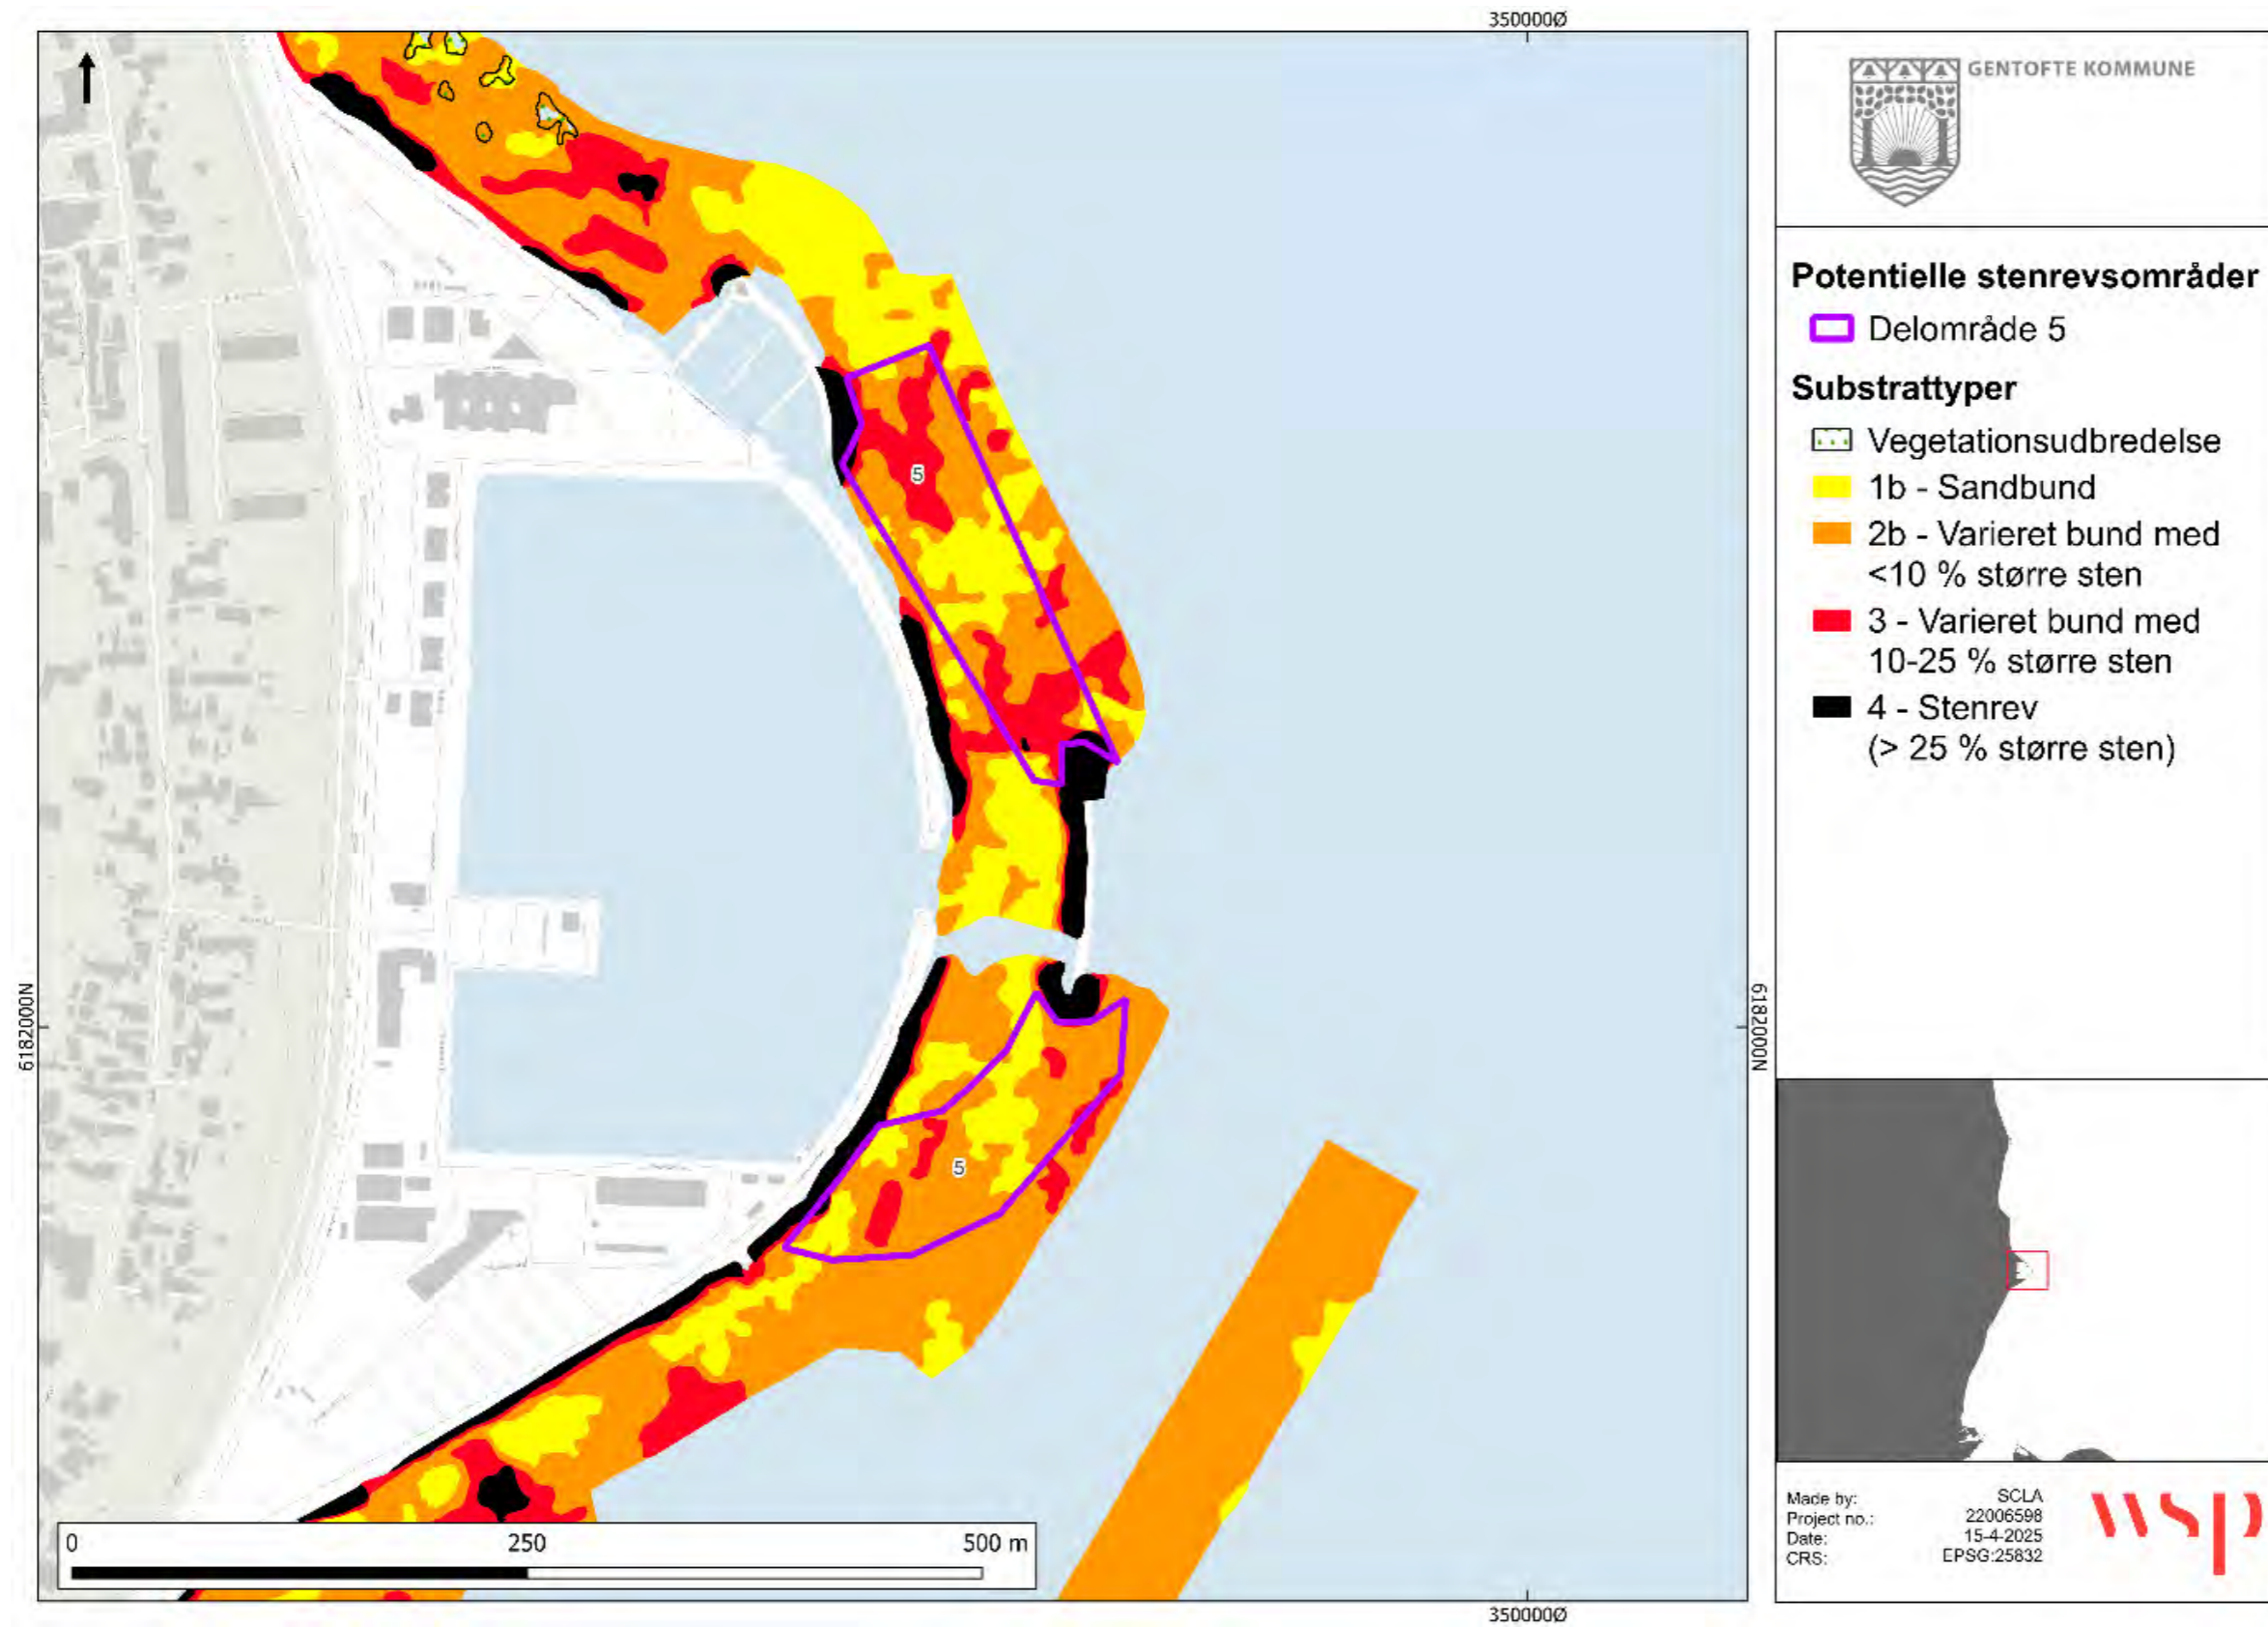 350000Ø
GENTOFTE KOMMUNE
Potentielle stenrevsområder
Delområde 5
Substrattyper
Vegetationsudbredelse
1b - Sandbund
2b - Varieret bund med
<10 % større sten
3 - Varieret bund med
10-25 % større sten
4 - Stenrev
(> 25 % større sten)
5
5
6182000N
6182000N
0 250 500 m
350000Ø
Made by: SCLA
Project no.: 22006598
Date: 15-4-2025
CRS: EPSG:25832
wsp